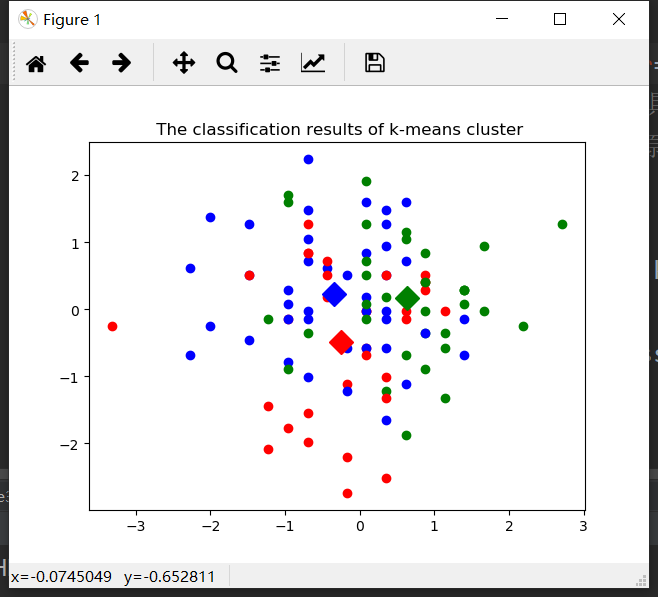 Figure 1
The classification results of k-means cluster
2
1
0
−1
−2
−3 −2 −1 0 1 2 3
x=-0.0745049 y=-0.652811